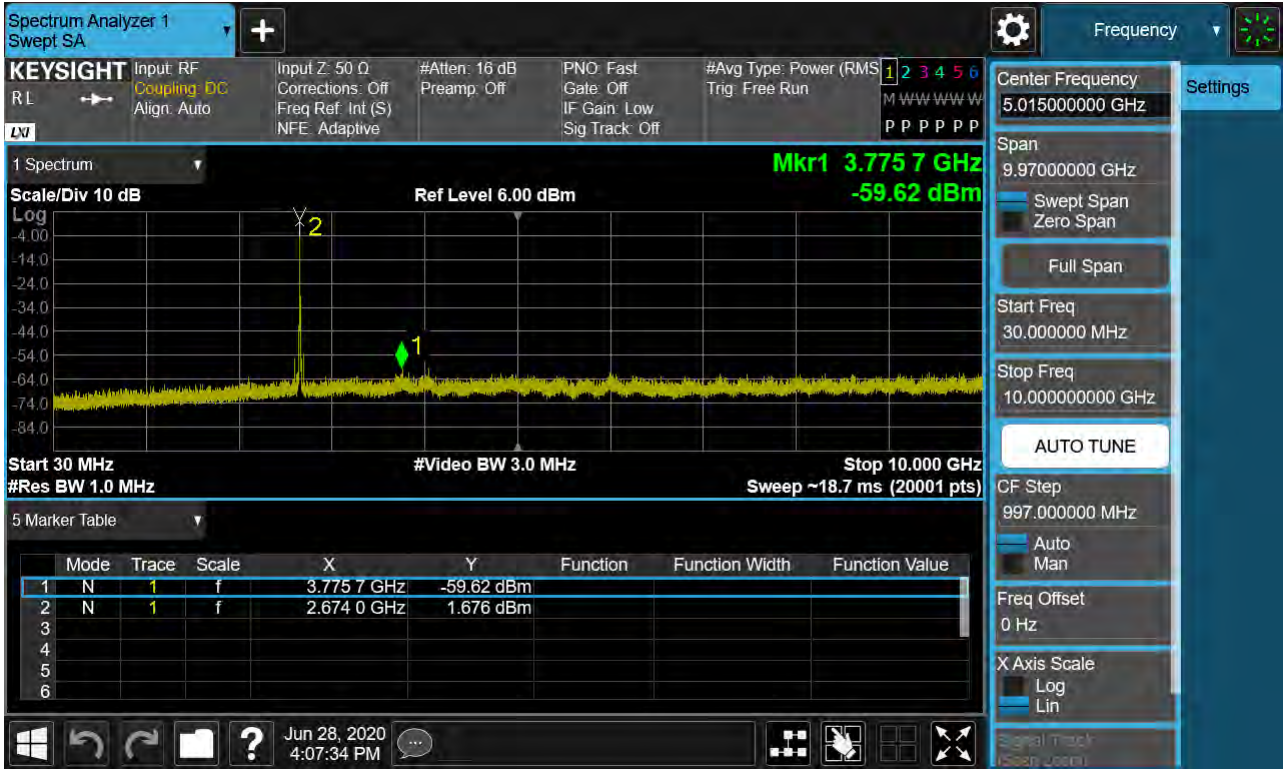 Spectrum Analyzer 1
Swept SA
Frequency
KEYSIGHT
RL
LXI
Input: RF
Coupling: DC
Align: Auto
Input Z: 50 Ω
Corrections: Off
Freq Ref: Int (S)
NFE: Adaptive
#Atten: 16 dB
Preamp: Off
PNO: Fast
Gate: Off
IF Gain: Low
Sig Track: Off
#Avg Type: Power (RMS
Trig: Free Run
1 2 3 4 5 6
M W W W W W
P P P P P P
Center Frequency
5.015000000 GHz
Settings
1 Spectrum
Mkr1 3.775 7 GHz
-59.62 dBm
Scale/Div 10 dB
Ref Level 6.00 dBm
Log
-4.00
-14.0
-24.0
-34.0
-44.0
-54.0
-64.0
-74.0
-84.0
2
1
Start 30 MHz
#Video BW 3.0 MHz
Stop 10.000 GHz
#Res BW 1.0 MHz
Sweep ~18.7 ms (20001 pts)
Span
9.97000000 GHz
Swept Span
Zero Span
Full Span
Start Freq
30.000000 MHz
Stop Freq
10.000000000 GHz
AUTO TUNE
CF Step
997.000000 MHz
Auto
Man
Freq Offset
0 Hz
X Axis Scale
Log
Lin
Signal Track
(Span Zoom)
5 Marker Table
Mode Trace Scale X Y Function Function Width Function Value
1 N 1 f 3.775 7 GHz -59.62 dBm
2 N 1 f 2.674 0 GHz 1.676 dBm
3
4
5
6
?
Jun 28, 2020
4:07:34 PM